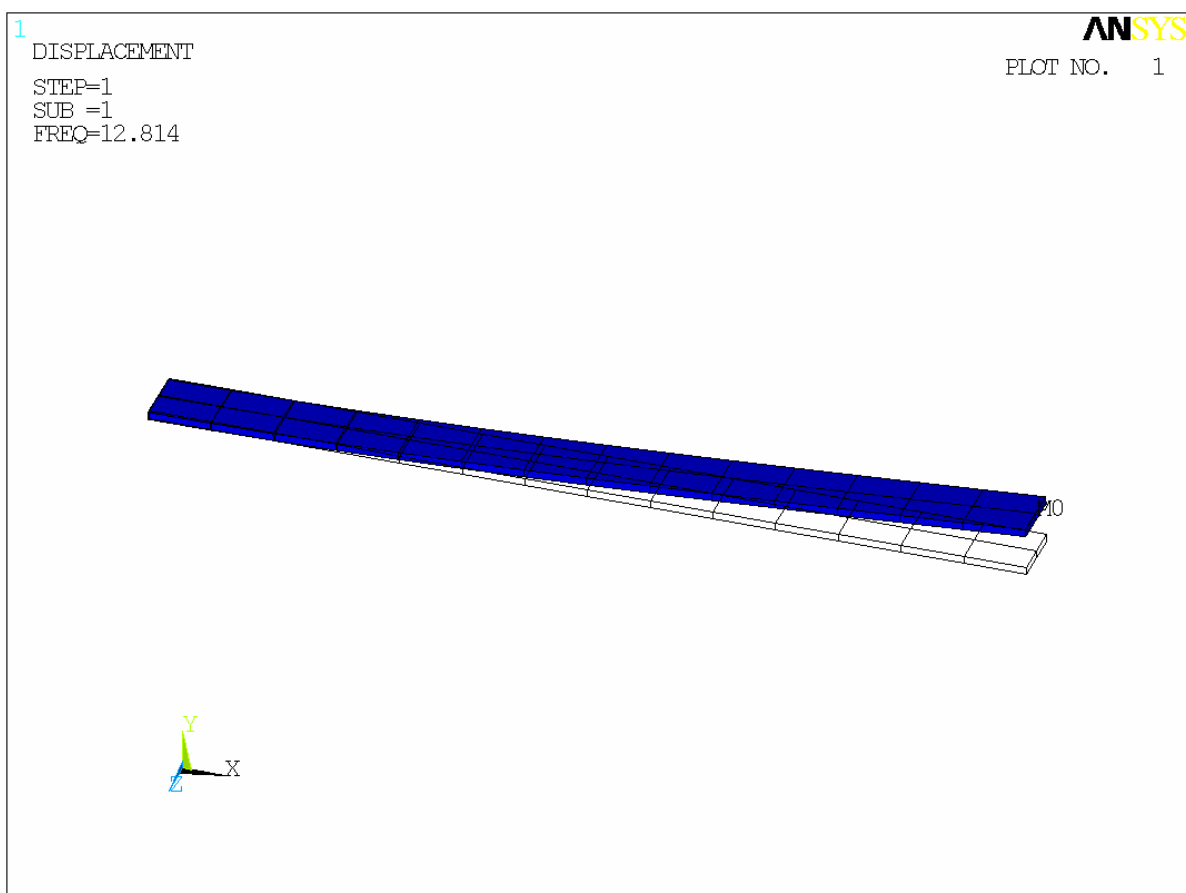 1
ANSYS
DISPLACEMENT
PLOT NO. 1
STEP=1
SUB =1
FREQ=12.814
Y
X
Z